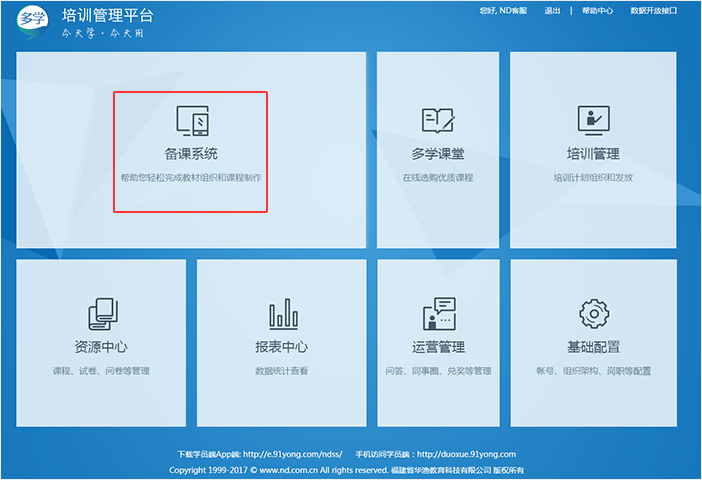 多学
培训管理平台
今天学·今天用
您好, ND客服 退出 | 帮助中心 数据开放接口
备课系统
帮助您轻松完成教材组织和课程制作
多学课堂
在线选购优质课程
培训管理
培训计划组织和发放
资源中心
课程、试卷、问卷等管理
报表中心
数据统计查看
运营管理
问答、同事圈、兑奖等管理
基础配置
帐号、组织架构、岗职等配置
下载学员端App端: http://e.91yong.com/ndss/ 手机访问学员端：http://duoxue.91yong.com
Copyright 1999-2017 © www.nd.com.cn All rights reserved. 福建省华渔教育科技有限公司 版权所有